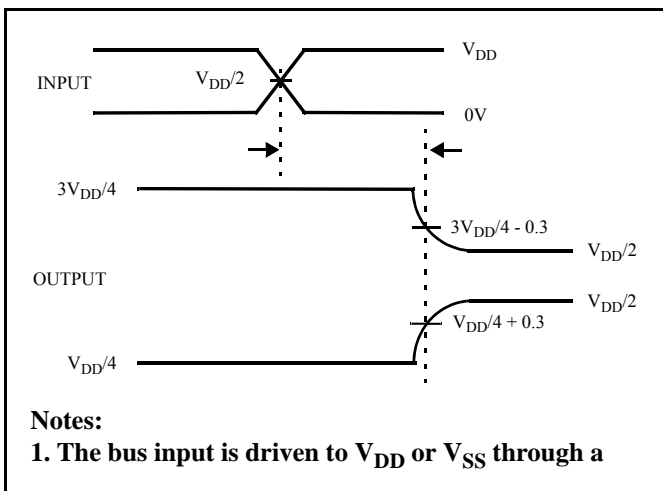 V_DD
V_DD/2
INPUT
0V
3V_DD/4
3V_DD/4 - 0.3
V_DD/2
OUTPUT
V_DD/2
V_DD/4 + 0.3
V_DD/4
Notes:
1. The bus input is driven to V_DD or V_SS through a